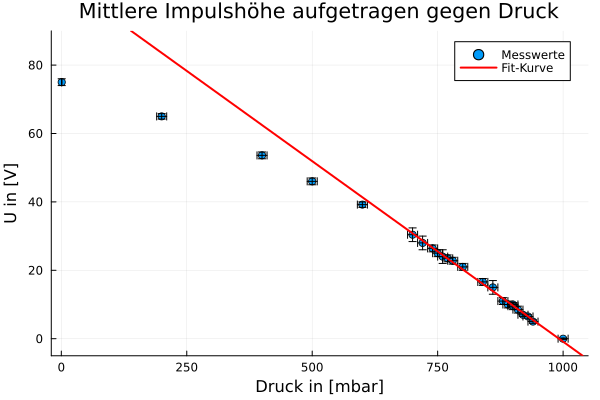 Mittlere Impulshöhe aufgetragen gegen Druck
Messwerte
Fit-Kurve
80
60
40
20
0
U in [V]
0
250
500
750
1000
Druck in [mbar]